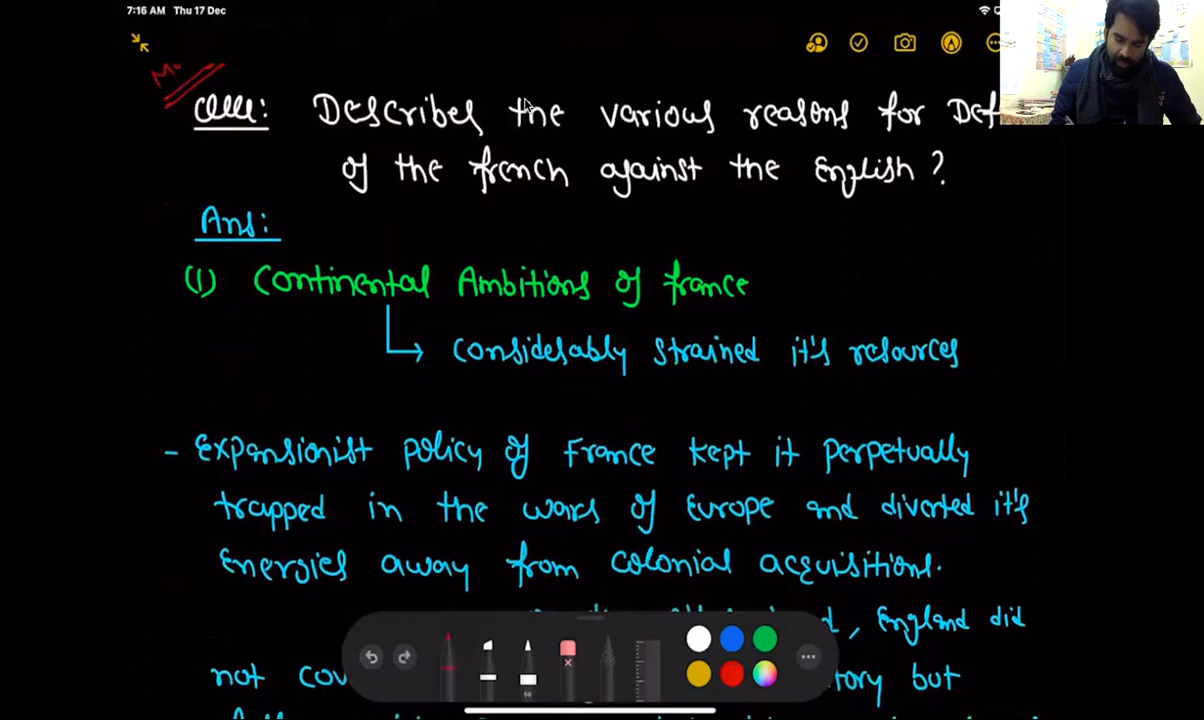 7:16 AM Thu 17 Dec
Que: Describes the various reasons for Def
of the french against the English?
Ans:
(1) Continental Ambitions of france
considerably strained it's resources
- Expansionist policy of France kept it perpetually
trapped in the wars of Europe and diverted it's
Energies away from colonial acquisitions.
, England did
not but